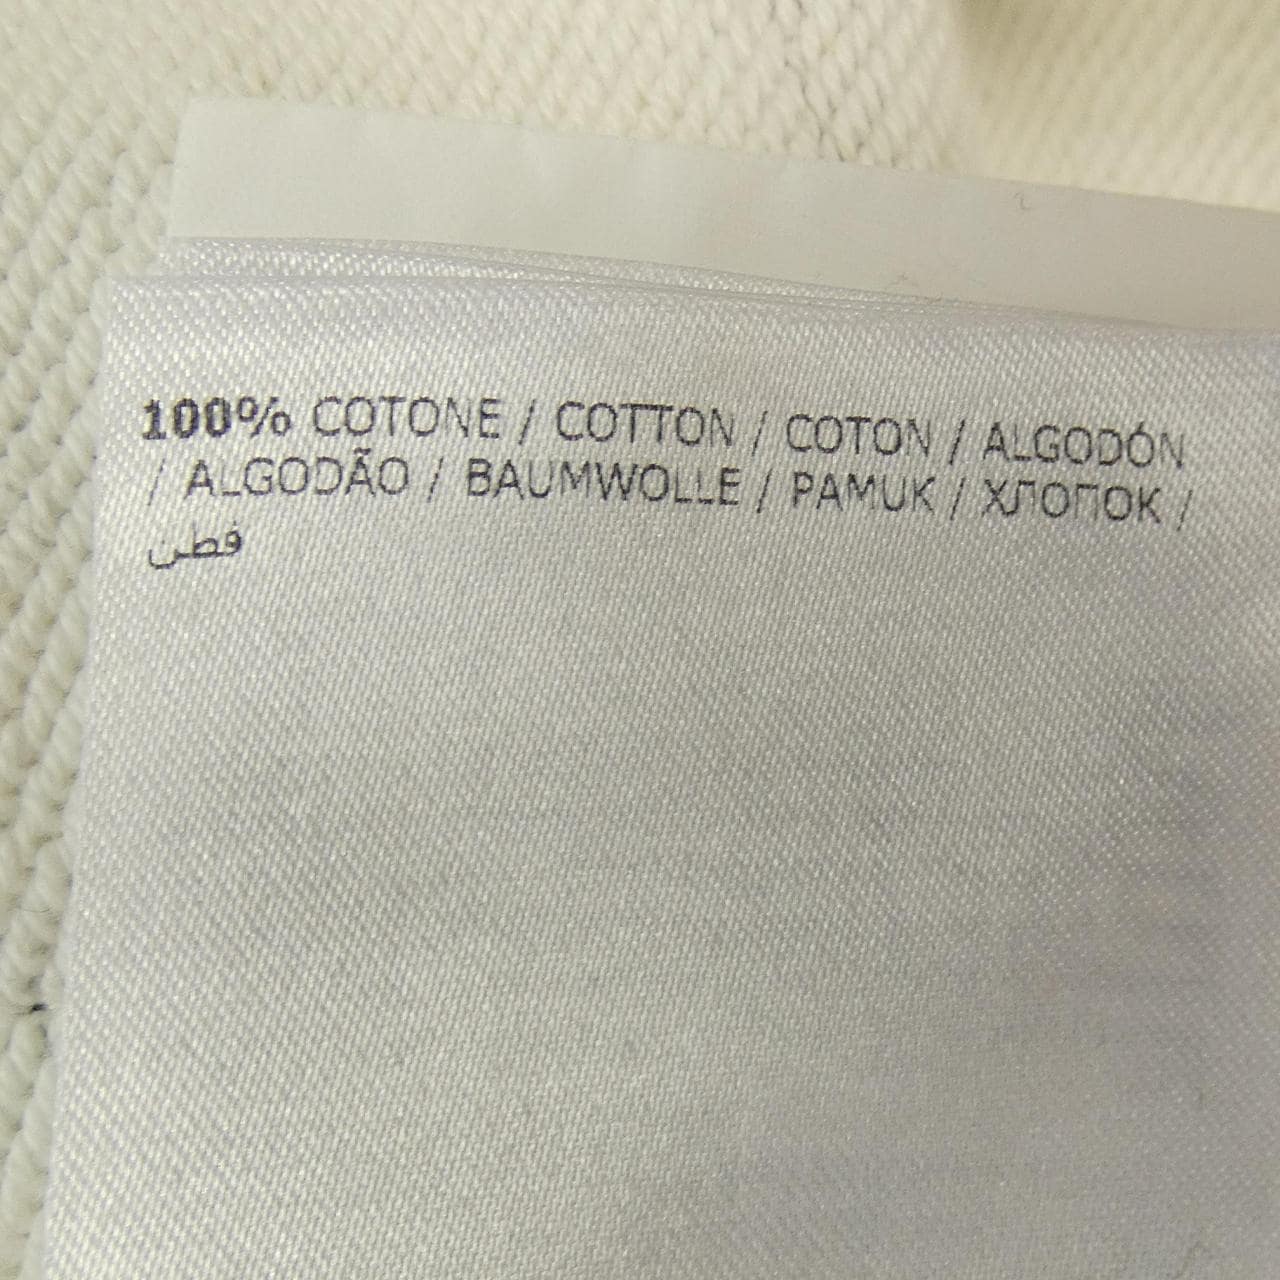 100% COTONE / COTTON / COTON / ALGODÓN
/ ALGODÃO / BAUMWOLLE / PAMUK / ХЛОПОК /
قطن